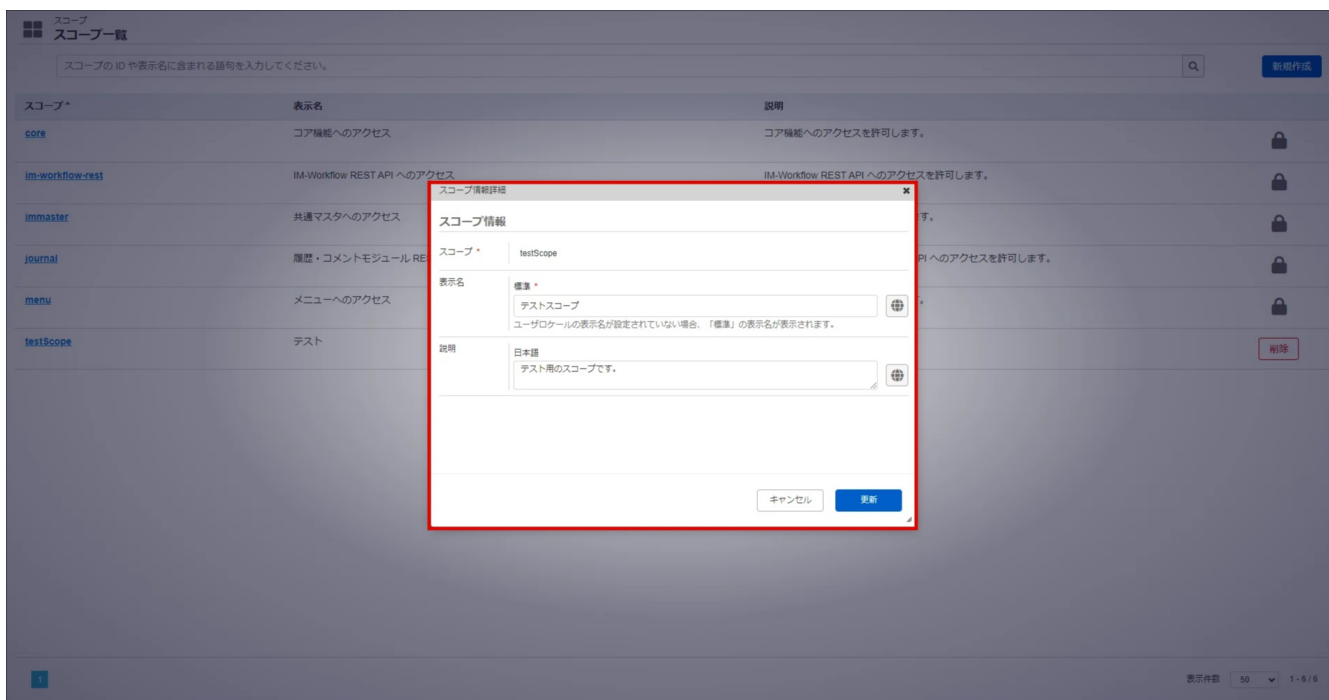 スコープ
スコープ一覧
スコープの ID や表示名に含まれる語句を入力してください。
新規作成
スコープ 表示名 説明
core コア機能へのアクセス コア機能へのアクセスを許可します。
im-workflow-rest IM-Workflow REST API へのアクセス IM-Workflow REST API へのアクセスを許可します。
immaster 共通マスタへのアクセス す。
journal 履歴・コメントモジュール RE PI へのアクセスを許可します。
menu メニューへのアクセス
testScope テスト 削除
スコープ情報詳細
スコープ情報
スコープ * testScope
表示名 標準 *
テストスコープ
ユーザロケールの表示名が設定されていない場合、「標準」の表示名が表示されます。
説明 日本語
テスト用のスコープです。
キャンセル 更新
1 表示件数 50 1 - 6 / 6